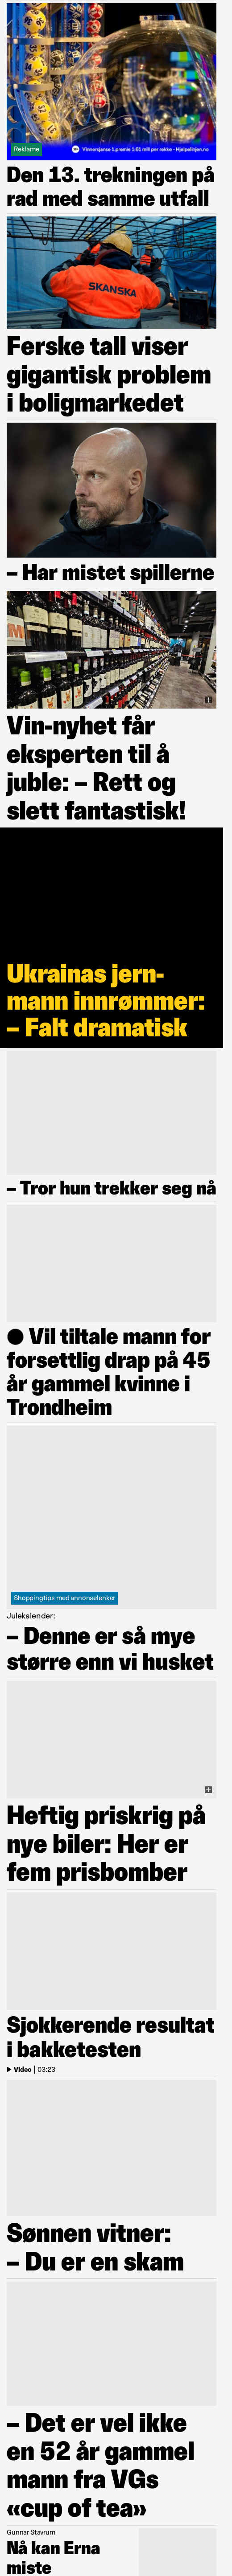 Reklame
Vinnersjanse 1.premie 1:61 mill per rekke - Hjelpelinjen.no
Den 13. trekningen på
rad med samme utfall
SKANSKA
Ferske tall viser
gigantisk problem
i boligmarkedet
– Har mistet spillerne
Vin-nyhet får
eksperten til å
juble: – Rett og
slett fantastisk!
Ukrainas jern-
mann innrømmer:
– Falt dramatisk
– Tror hun trekker seg nå
● Vil tiltale mann for
forsettlig drap på 45
år gammel kvinne i
Trondheim
Shoppingtips med annonselenker
Julekalender:
– Denne er så mye
større enn vi husket
Heftig priskrig på
nye biler: Her er
fem prisbomber
Sjokkerende resultat
i bakketesten
Video | 03:23
Sønnen vitner:
– Du er en skam
– Det er vel ikke
en 52 år gammel
mann fra VGs
«cup of tea»
Gunnar Stavrum
Nå kan Erna
miste